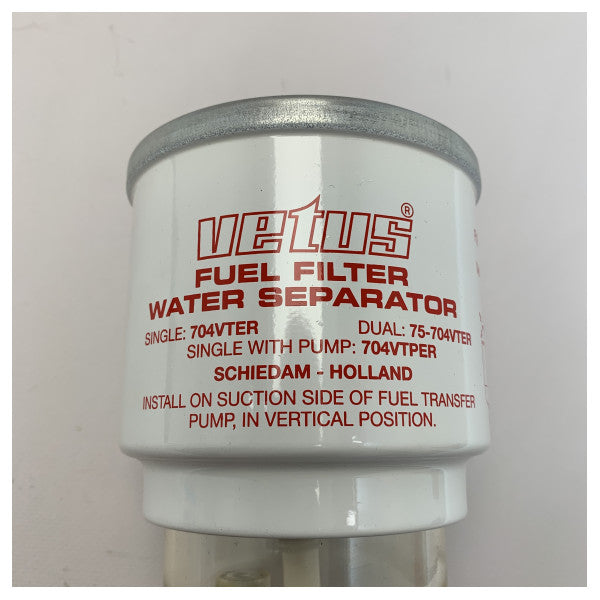 vetus®
FUEL FILTER
WATER SEPARATOR
SINGLE: 704VTER DUAL: 75-704VTER
SINGLE WITH PUMP: 704VTPER
SCHIEDAM - HOLLAND
INSTALL ON SUCTION SIDE OF FUEL TRANSFER
PUMP, IN VERTICAL POSITION.